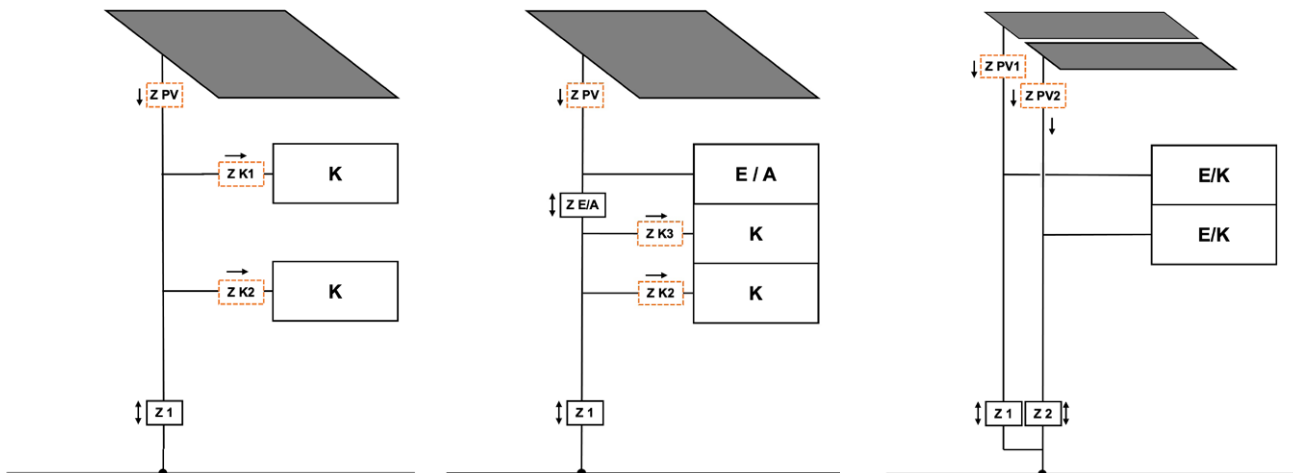 Z PV
Z K1
K
Z K2
K
Z 1
Z PV
E / A
Z E/A
Z K3
K
Z K2
K
Z 1
Z PV1
Z PV2
E/K
E/K
Z 1
Z 2